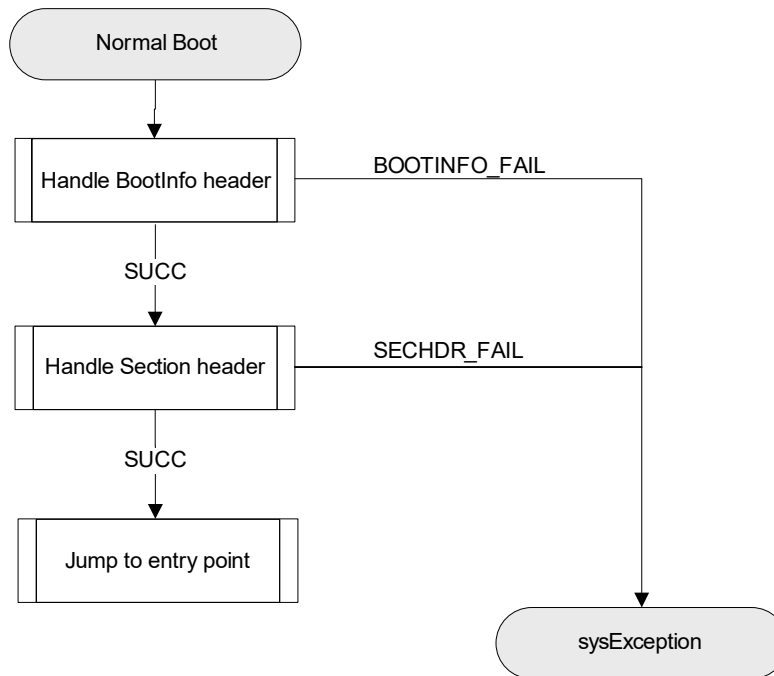 Normal Boot
Handle BootInfo header
BOOTINFO_FAIL
SUCC
Handle Section header
SECHDR_FAIL
SUCC
Jump to entry point
sysException